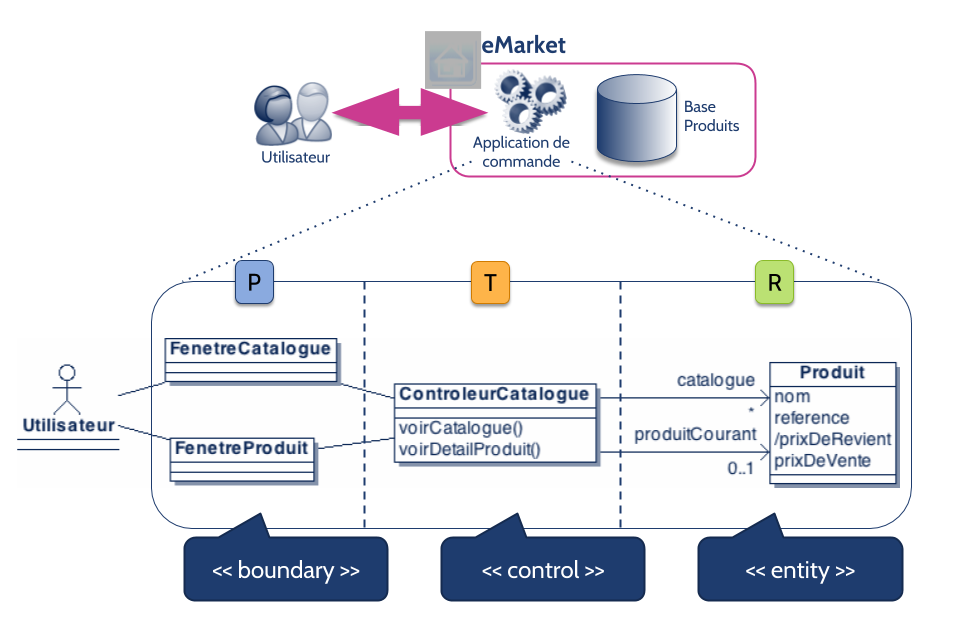 eMarket
Base
Produits
Application de
commande
Utilisateur
P
T
R
FenetreCatalogue
Utilisateur
FenetreProduit
ControleurCatalogue
voirCatalogue()
voirDetailProduit()
catalogue
*
produitCourant
0..1
Produit
nom
reference
/prixDeRevient
prixDeVente
<< boundary >>
<< control >>
<< entity >>